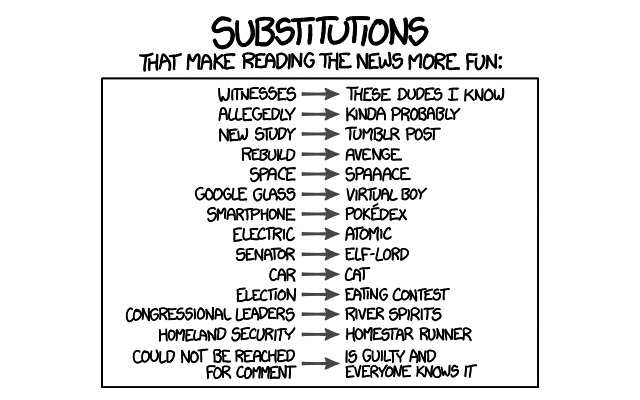 SUBSTITUTIONS
THAT MAKE READING THE NEWS MORE FUN:
WITNESSES → THESE DUDES I KNOW
ALLEGEDLY → KINDA PROBABLY
NEW STUDY → TUMBLR POST
REBUILD → AVENGE
SPACE → SPAAACE
GOOGLE GLASS → VIRTUAL BOY
SMARTPHONE → POKÉDEX
ELECTRIC → ATOMIC
SENATOR → ELF-LORD
CAR → CAT
ELECTION → EATING CONTEST
CONGRESSIONAL LEADERS → RIVER SPIRITS
HOMELAND SECURITY → HOMESTAR RUNNER
COULD NOT BE REACHED
FOR COMMENT → IS GUILTY AND
EVERYONE KNOWS IT